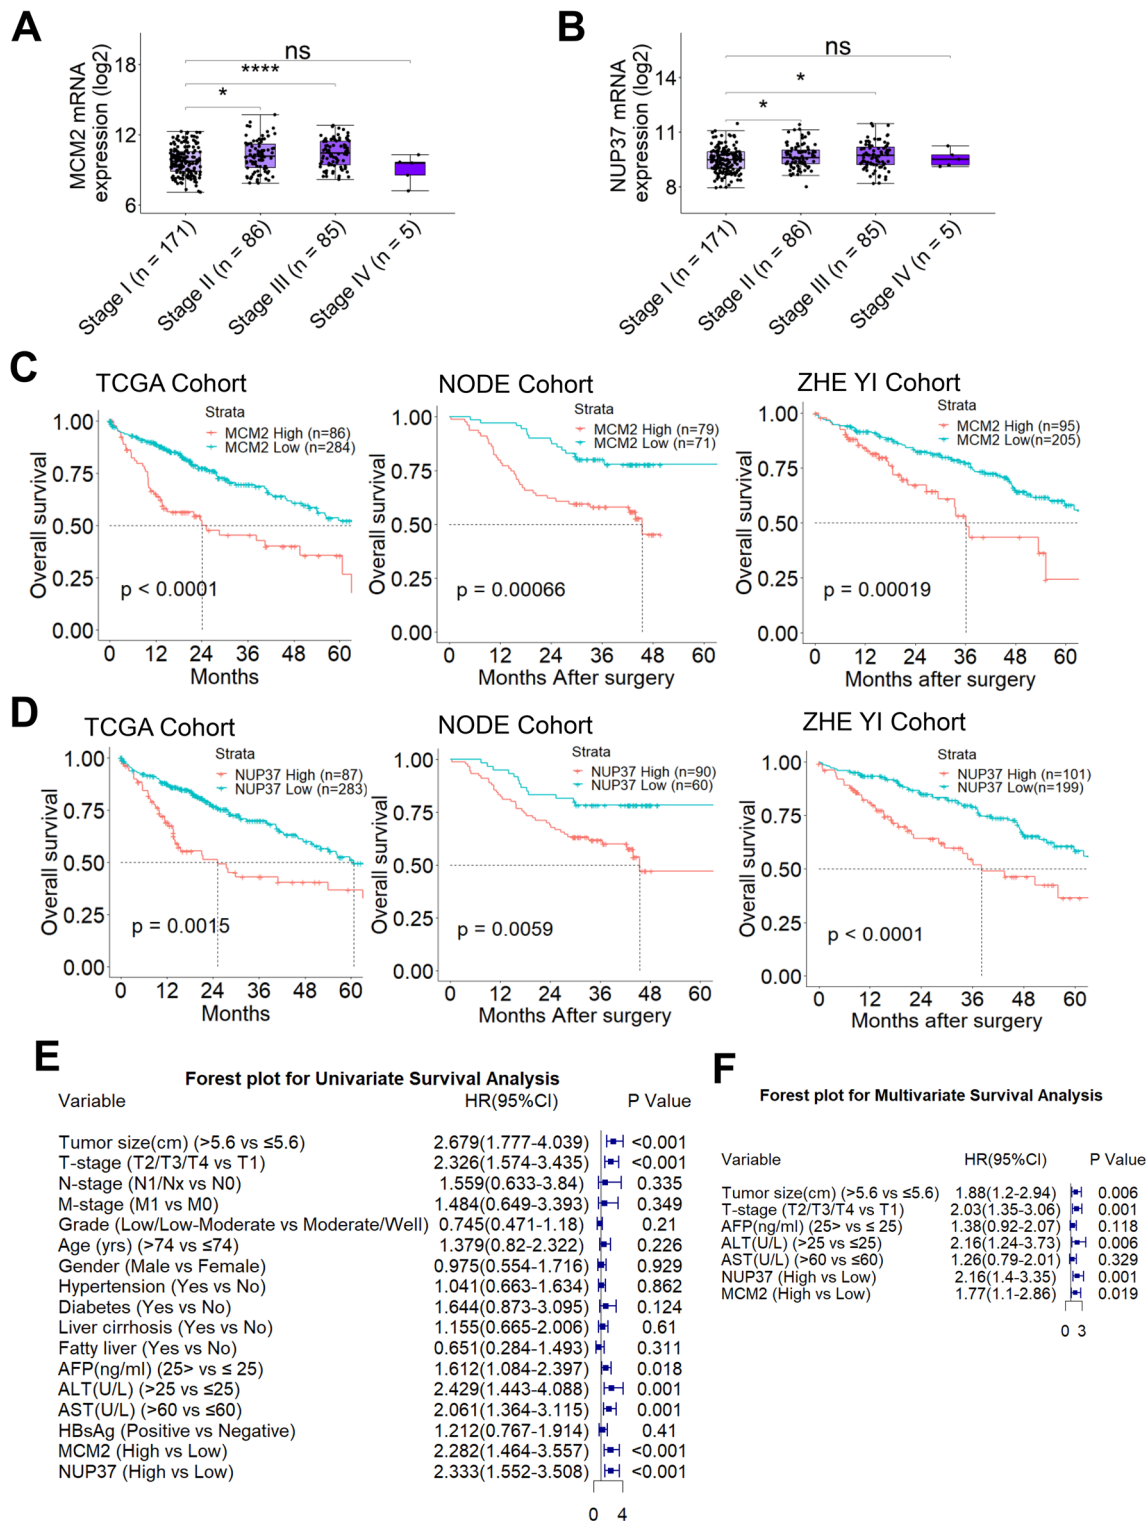 A
MCM2 mRNA
expression (log2)
18
12
6
ns
****
*
Stage I (n = 171)
Stage II (n = 86)
Stage III (n = 85)
Stage IV (n = 5)
B
NUP37 mRNA
expression (log2)
14
11
8
ns
*
*
Stage I (n = 171)
Stage II (n = 86)
Stage III (n = 85)
Stage IV (n = 5)
C
TCGA Cohort
Overall survival
1.00
0.75
0.50
0.25
0.00
Strata
MCM2 High (n=86)
MCM2 Low (n=284)
p < 0.0001
0 12 24 36 48 60
Months
NODE Cohort
Overall survival
1.00
0.75
0.50
0.25
0.00
Strata
MCM2 High (n=79)
MCM2 Low (n=71)
p = 0.00066
0 12 24 36 48 60
Months After surgery
ZHE YI Cohort
Overall survival
1.00
0.75
0.50
0.25
0.00
Strata
MCM2 High (n=95)
MCM2 Low(n=205)
p = 0.00019
0 12 24 36 48 60
Months after surgery
D
TCGA Cohort
Overall survival
1.00
0.75
0.50
0.25
0.00
Strata
NUP37 High (n=87)
NUP37 Low (n=283)
p = 0.0015
0 12 24 36 48 60
Months
NODE Cohort
Overall survival
1.00
0.75
0.50
0.25
0.00
Strata
NUP37 High (n=90)
NUP37 Low (n=60)
p = 0.0059
0 12 24 36 48 60
Months After surgery
ZHE YI Cohort
Overall survival
1.00
0.75
0.50
0.25
0.00
Strata
NUP37 High (n=101)
NUP37 Low(n=199)
p < 0.0001
0 12 24 36 48 60
Months after surgery
E
Forest plot for Univariate Survival Analysis
Variable HR(95%CI) P Value
Tumor size(cm) (>5.6 vs ≤5.6) 2.679(1.777-4.039) <0.001
T-stage (T2/T3/T4 vs T1) 2.326(1.574-3.435) <0.001
N-stage (N1/Nx vs N0) 1.559(0.633-3.84) 0.335
M-stage (M1 vs M0) 1.484(0.649-3.393) 0.349
Grade (Low/Low-Moderate vs Moderate/Well) 0.745(0.471-1.18) 0.21
Age (yrs) (>74 vs ≤74) 1.379(0.82-2.322) 0.226
Gender (Male vs Female) 0.975(0.554-1.716) 0.929
Hypertension (Yes vs No) 1.041(0.663-1.634) 0.862
Diabetes (Yes vs No) 1.644(0.873-3.095) 0.124
Liver cirrhosis (Yes vs No) 1.155(0.665-2.006) 0.61
Fatty liver (Yes vs No) 0.651(0.284-1.493) 0.311
AFP(ng/ml) (25> vs ≤ 25) 1.612(1.084-2.397) 0.018
ALT(U/L) (>25 vs ≤25) 2.429(1.443-4.088) 0.001
AST(U/L) (>60 vs ≤60) 2.061(1.364-3.115) 0.001
HBsAg (Positive vs Negative) 1.212(0.767-1.914) 0.41
MCM2 (High vs Low) 2.282(1.464-3.557) <0.001
NUP37 (High vs Low) 2.333(1.552-3.508) <0.001
0 4
F
Forest plot for Multivariate Survival Analysis
Variable HR(95%CI) P Value
Tumor size(cm) (>5.6 vs ≤5.6) 1.88(1.2-2.94) 0.006
T-stage (T2/T3/T4 vs T1) 2.03(1.35-3.06) 0.001
AFP(ng/ml) (25> vs ≤ 25) 1.38(0.92-2.07) 0.118
ALT(U/L) (>25 vs ≤25) 2.16(1.24-3.73) 0.006
AST(U/L) (>60 vs ≤60) 1.26(0.79-2.01) 0.329
NUP37 (High vs Low) 2.16(1.4-3.35) 0.001
MCM2 (High vs Low) 1.77(1.1-2.86) 0.019
0 3